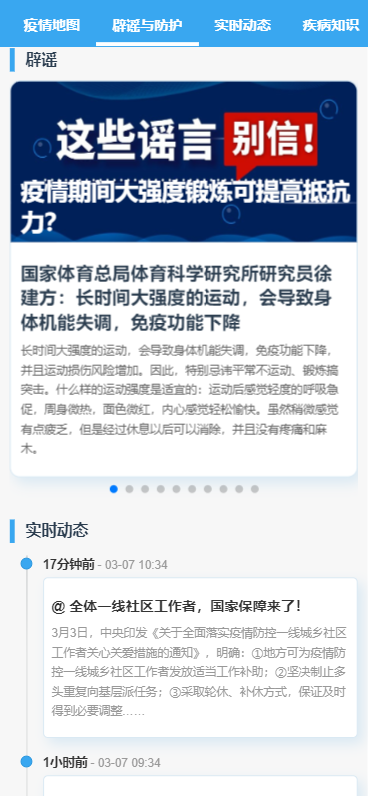 疫情地图 辟谣与防护 实时动态 疾病知识
辟谣
这些谣言 别信!
疫情期间大强度锻炼可提高抵抗
力?
国家体育总局体育科学研究所研究员徐
建方：长时间大强度的运动，会导致身
体机能失调，免疫功能下降
长时间大强度的运动，会导致身体机能失调，免疫功能下降，
并且运动损伤风险增加。因此，特别忌讳平常不运动、锻炼搞
突击。什么样的运动强度是适宜的：运动后感觉轻度的呼吸急
促，周身微热，面色微红，内心感觉轻松愉快。虽然稍微感觉
有点疲乏，但是经过休息以后可以消除，并且没有疼痛和麻
木。
实时动态
17分钟前 - 03-07 10:34
@ 全体一线社区工作者，国家保障来了！
3月3日，中央印发《关于全面落实疫情防控一线城乡社区
工作者关心关爱措施的通知》，明确：①地方可为疫情防
控一线城乡社区工作者发放适当工作补助；②坚决制止多
头重复向基层派任务；③采取轮休、补休方式，保证及时
得到必要调整……
1小时前 - 03-07 09:34